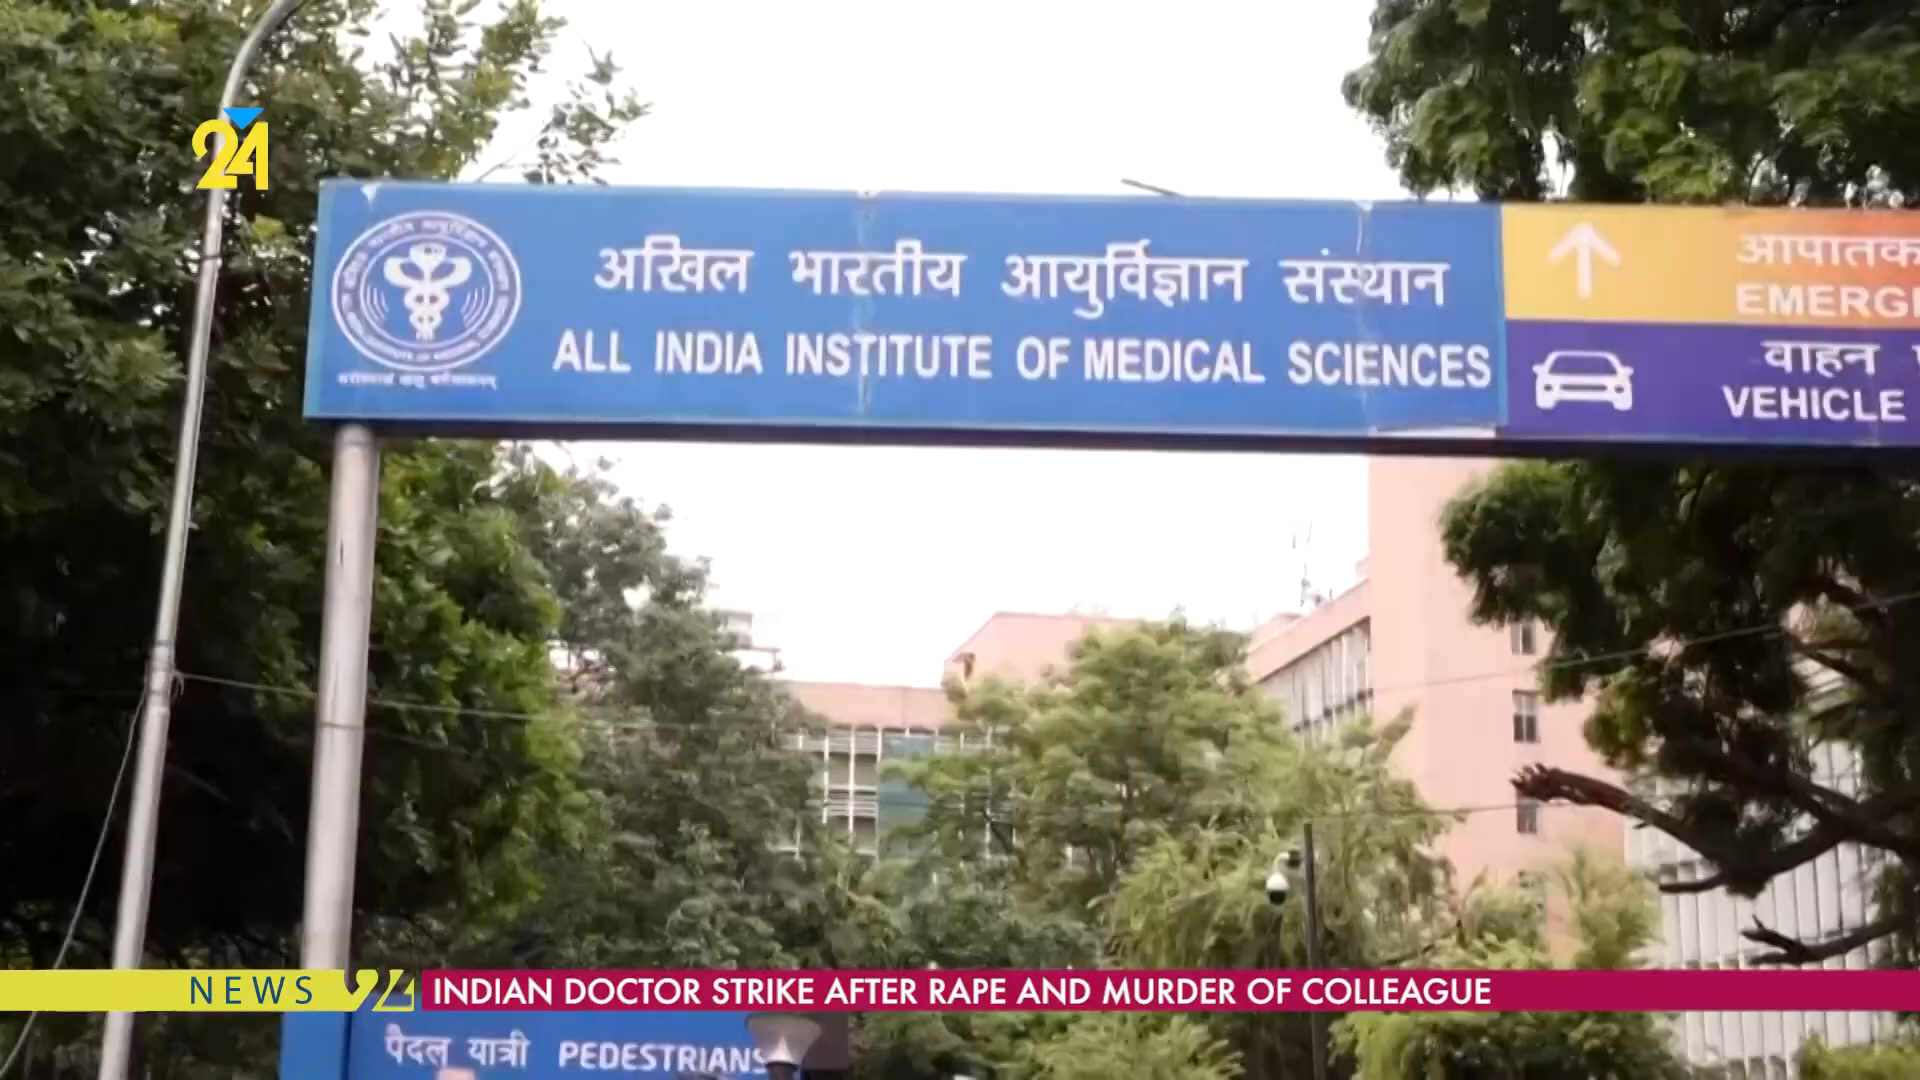 24
अखिल भारतीय आयुर्विज्ञान संस्थान
ALL INDIA INSTITUTE OF MEDICAL SCIENCES
आपातक
EMERG
वाहन
VEHICLE
NEWS 24 INDIAN DOCTOR STRIKE AFTER RAPE AND MURDER OF COLLEAGUE
पैदल यात्री PEDESTRIANS